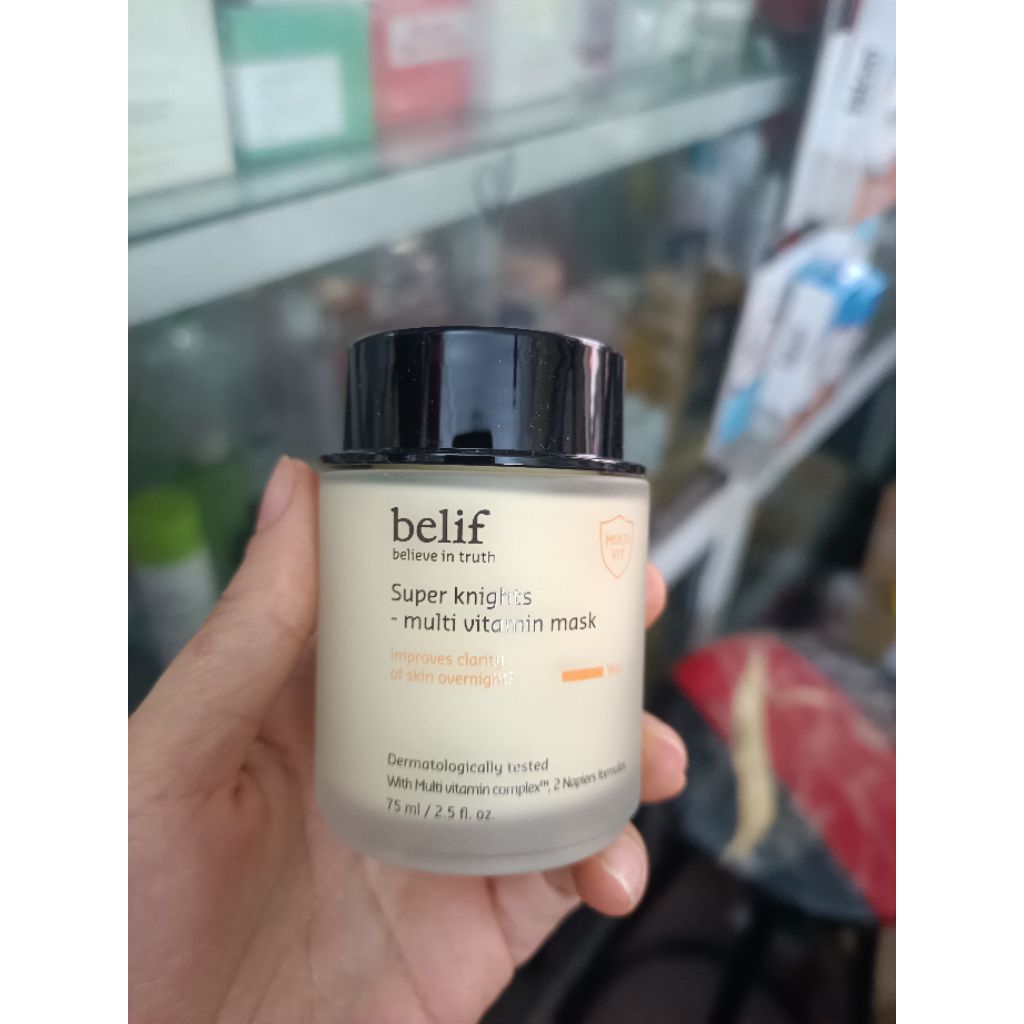 belif
believe in truth
MULTI
VIT
Super knights
- multi vitamin mask
Improves clarity
of skin overnight!
Dermatologically tested
With Multi vitamin complex™, 2 Napiers formulas
75 ml / 2.5 fl. oz.